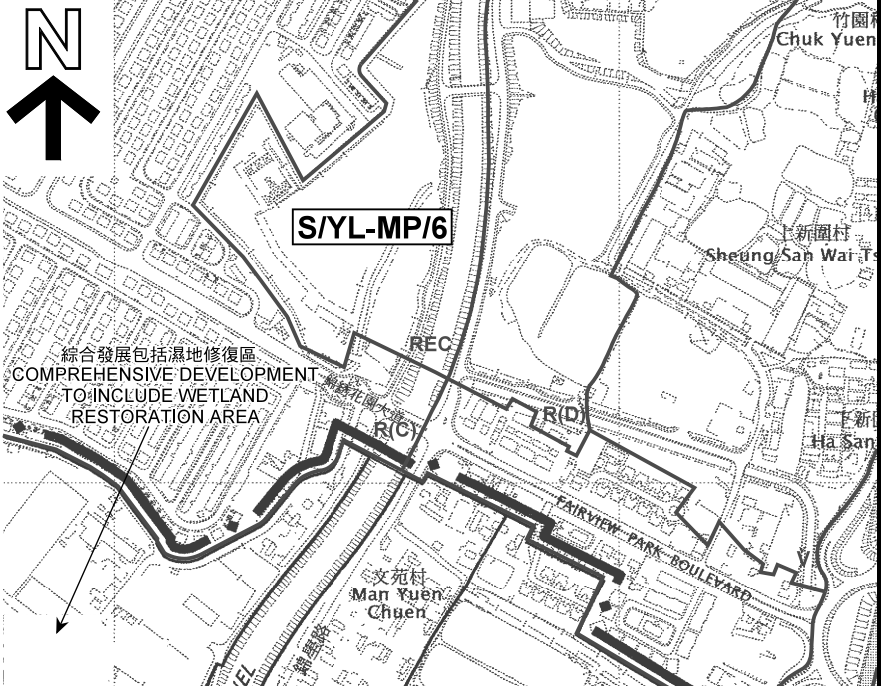 N
竹園
Chuk Yuen
S/YL-MP/6
上新圍村
Sheung San Wai Ts
REC
綜合發展包括濕地修復區
COMPREHENSIVE DEVELOPMENT
TO INCLUDE WETLAND
RESTORATION AREA
R(C)
R(D)
Ha San
FAIRVIEW PARK BOULEVARD
V
文苑村
Man Yuen
Chuen